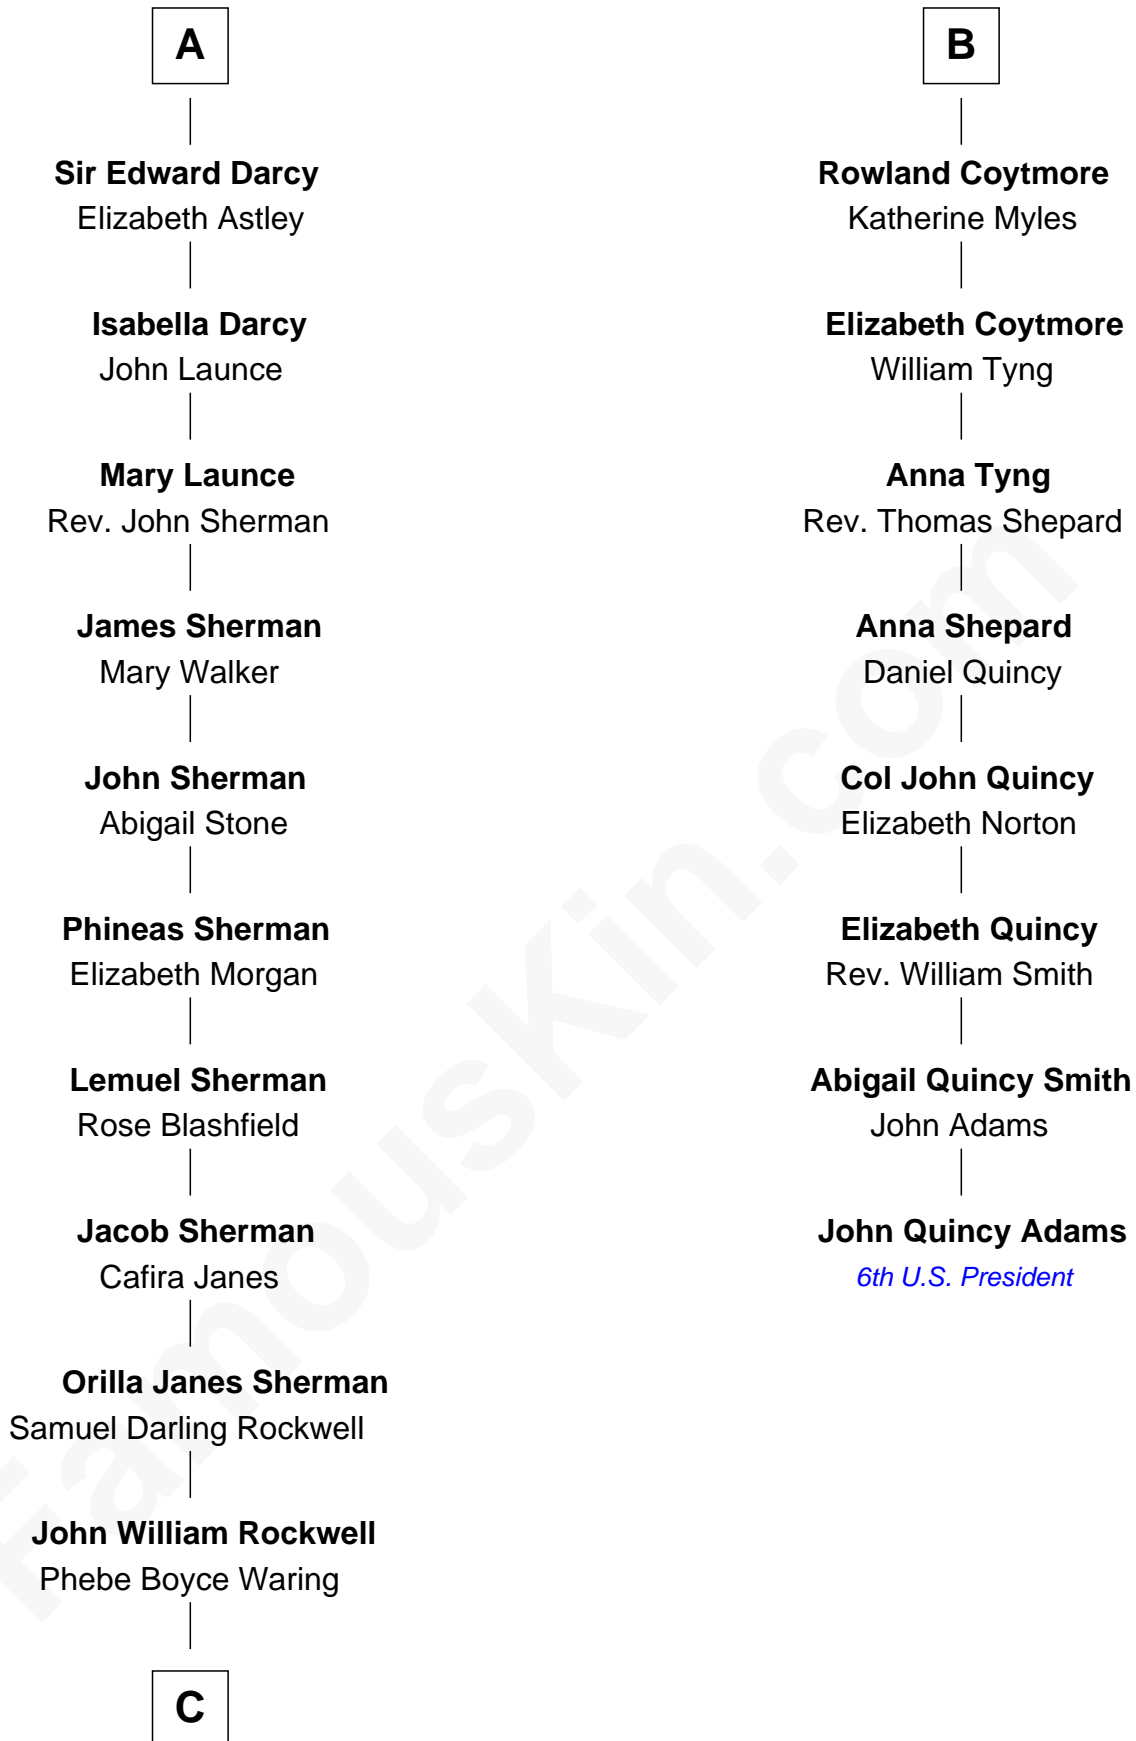 A
Sir Edward Darcy
Elizabeth Astley
Isabella Darcy
John Launce
Mary Launce
Rev. John Sherman
James Sherman
Mary Walker
John Sherman
Abigail Stone
Phineas Sherman
Elizabeth Morgan
Lemuel Sherman
Rose Blashfield
Jacob Sherman
Cafira Janes
Orilla Janes Sherman
Samuel Darling Rockwell
John William Rockwell
Phebe Boyce Waring
C
B
Rowland Coytmore
Katherine Myles
Elizabeth Coytmore
William Tyng
Anna Tyng
Rev. Thomas Shepard
Anna Shepard
Daniel Quincy
Col John Quincy
Elizabeth Norton
Elizabeth Quincy
Rev. William Smith
Abigail Quincy Smith
John Adams
John Quincy Adams
6th U.S. President
FamousKin.com